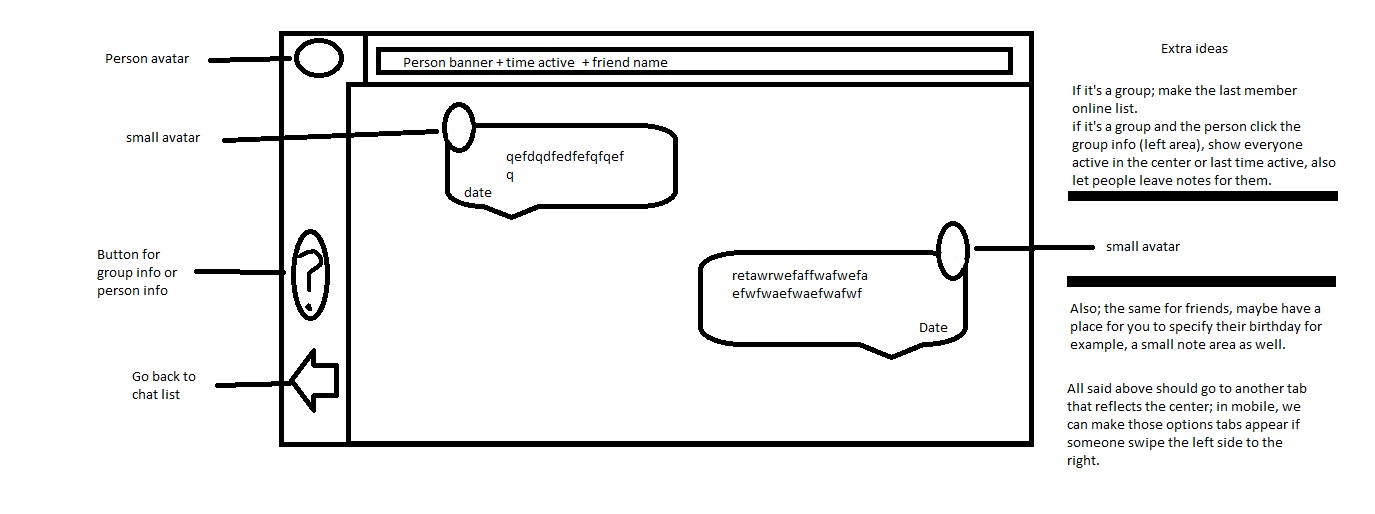 Extra ideas
Person avatar
Person banner + time active + friend name
If it's a group; make the last member
online list.
if it's a group and the person click the
group info (left area), show everyone
active in the center or last time active, also
let people leave notes for them.
small avatar
qefdqdfedfefqfqef
q
date
small avatar
Button for
group info or
person info
?
retawrwefaffwafwefa
efwfwaefwaefwafwf
Date
Also; the same for friends, maybe have a
place for you to specify their birthday for
example, a small note area as well.
Go back to
chat list
All said above should go to another tab
that reflects the center; in mobile, we
can make those options tabs appear if
someone swipe the left side to the
right.